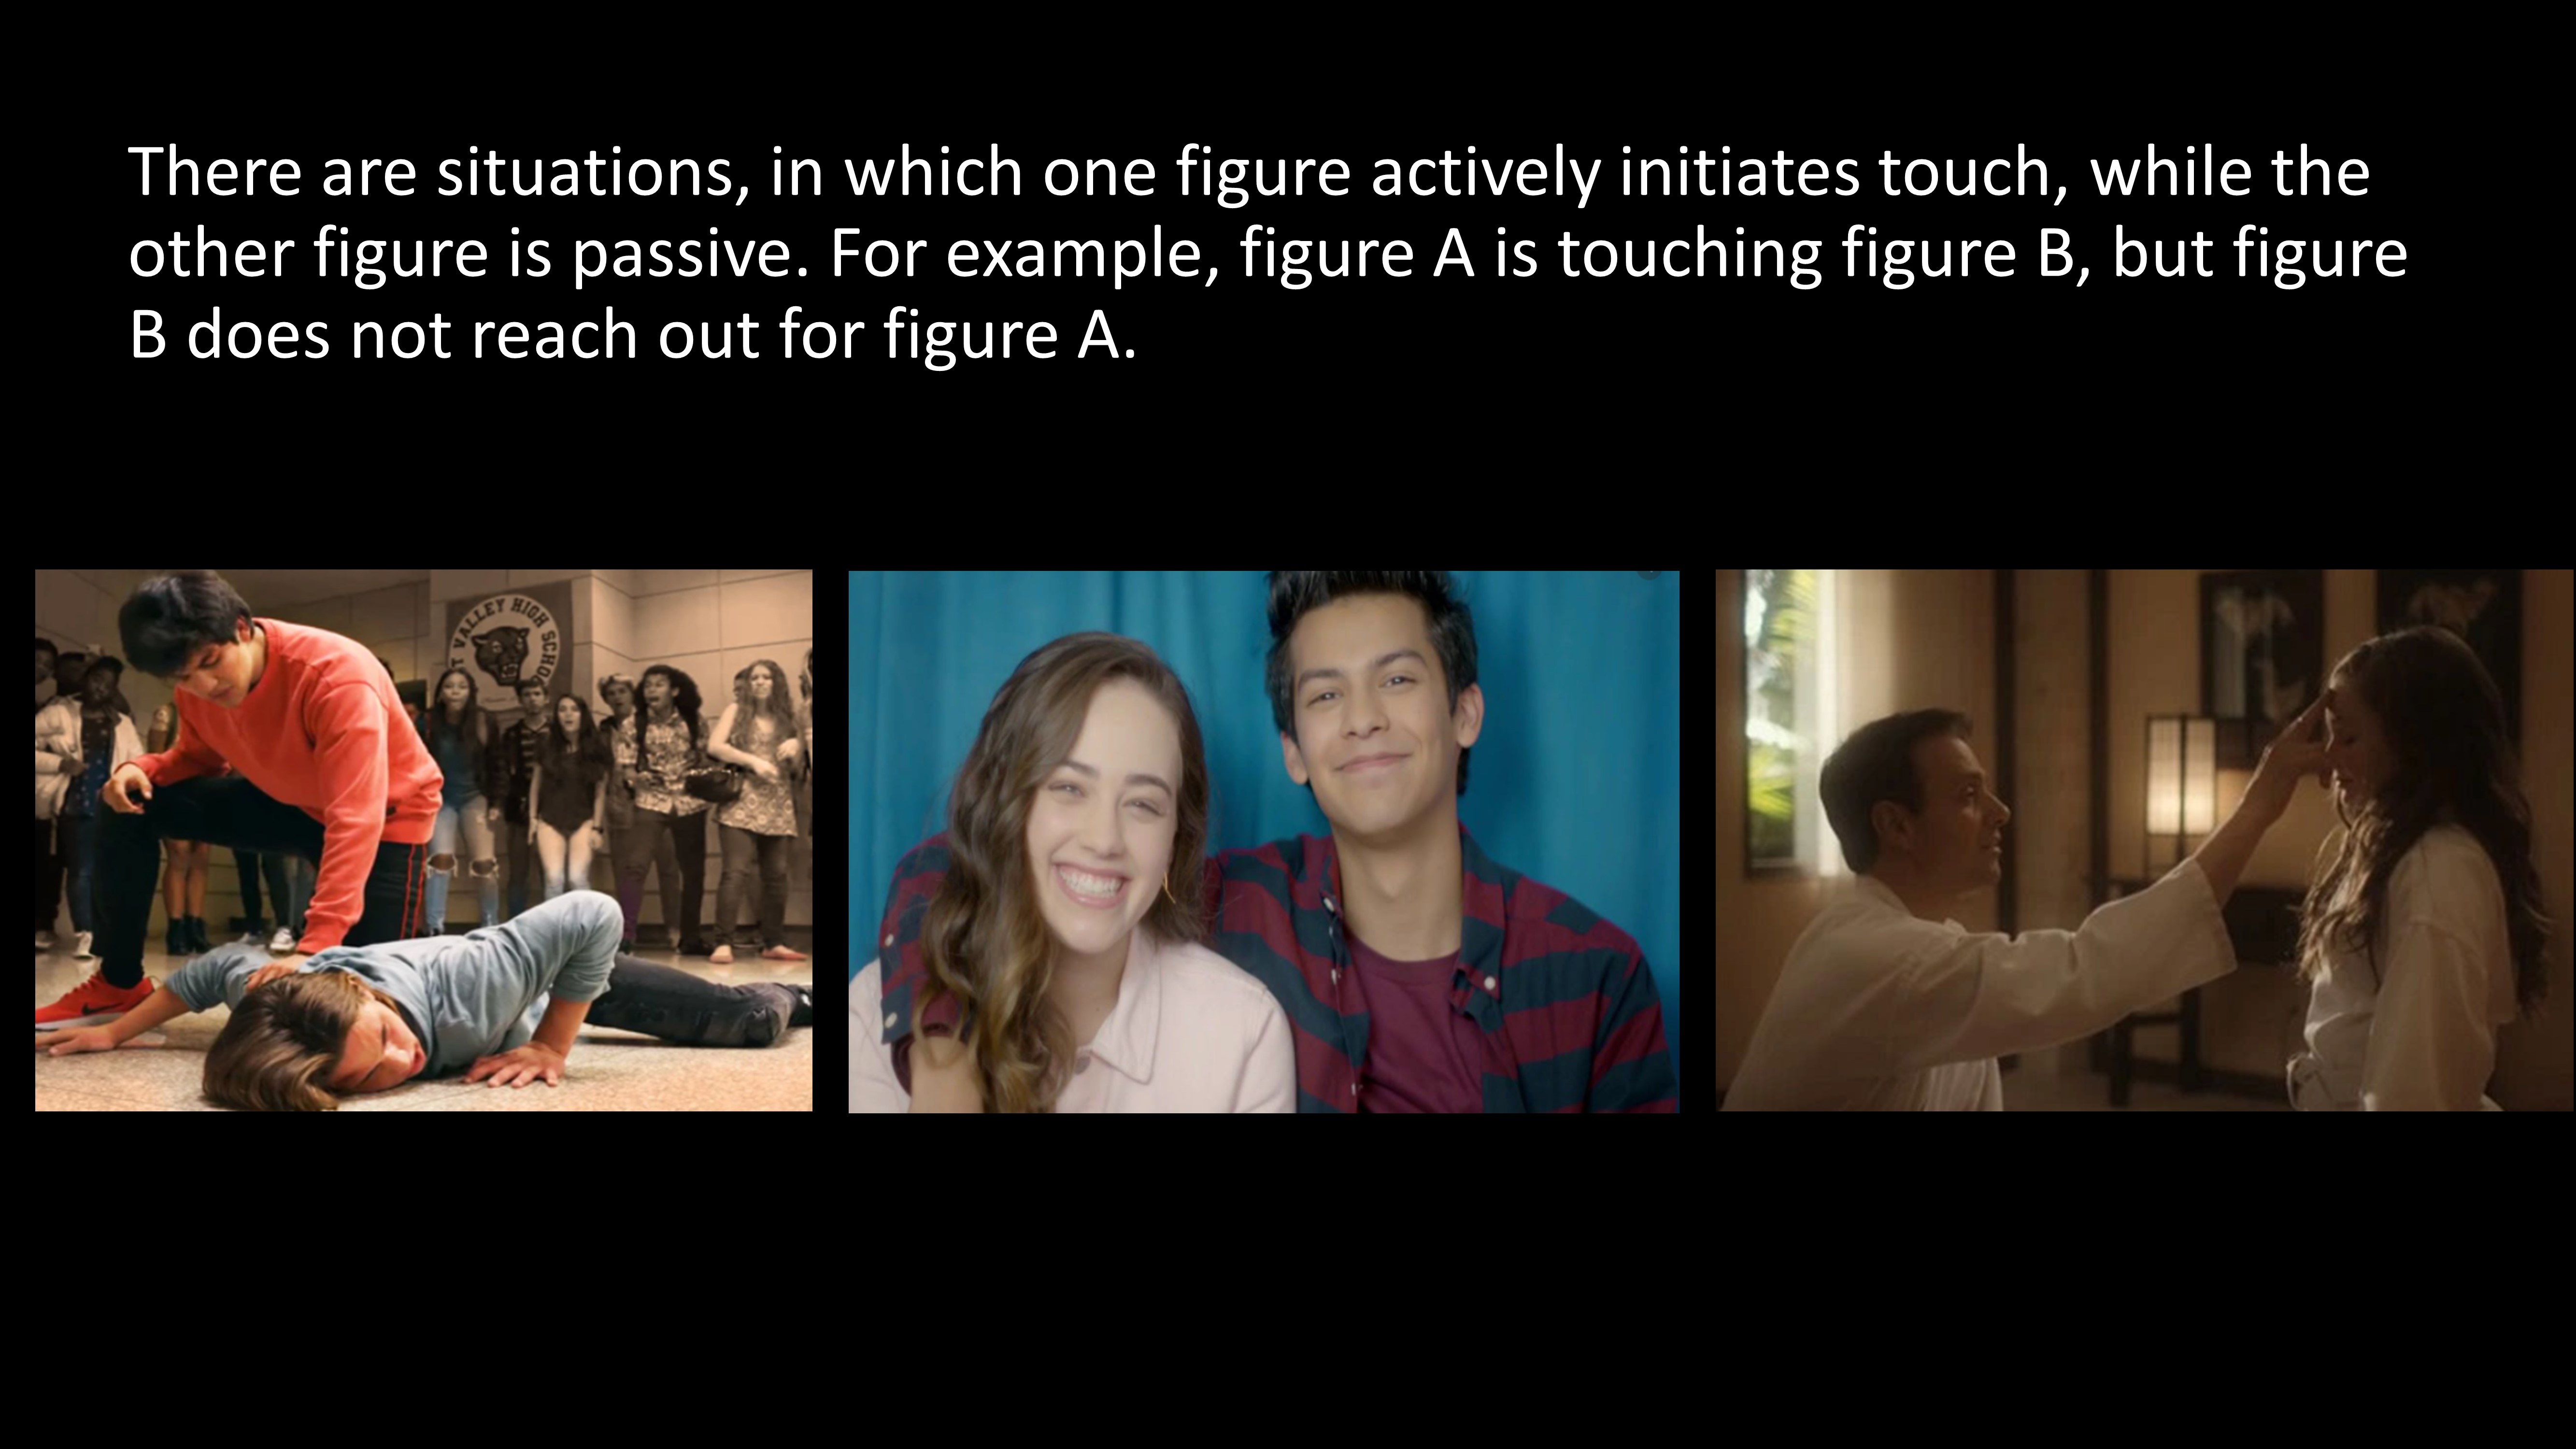 There are situations, in which one figure actively initiates touch, while the
other figure is passive. For example, figure A is touching figure B, but figure
B does not reach out for figure A.
VALLEY HIGH